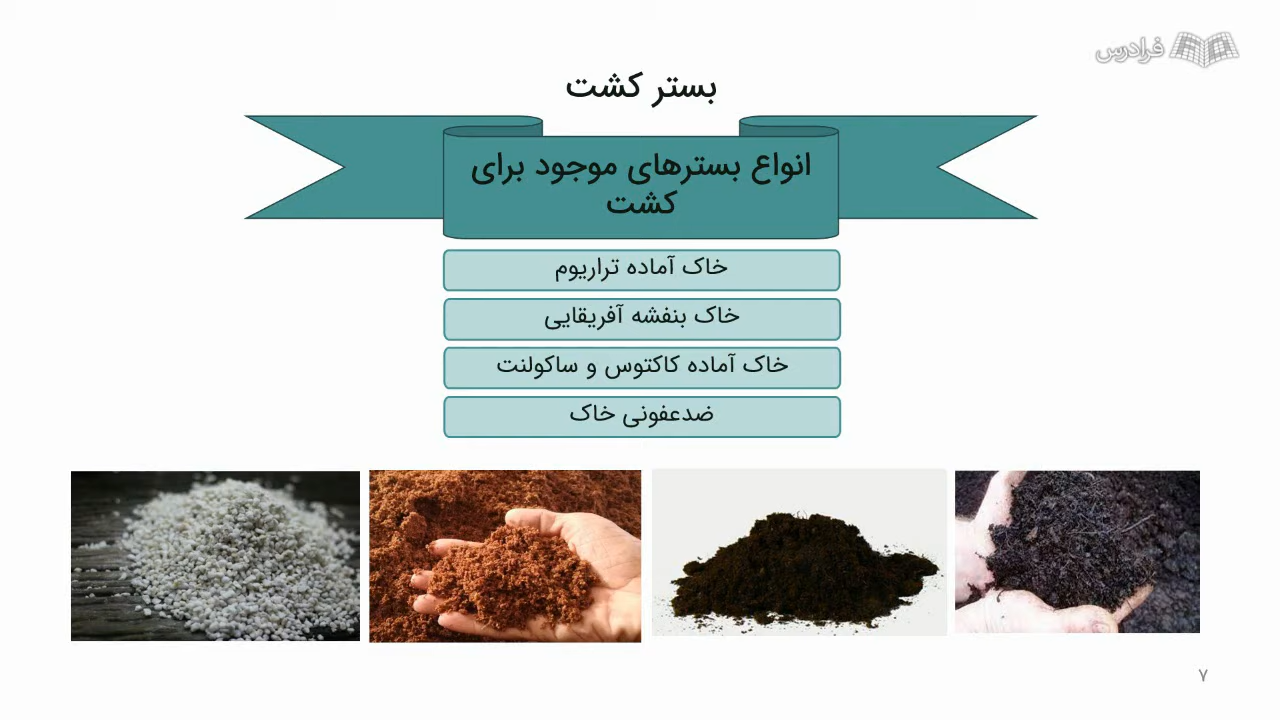 فرادرس
بستر کشت
انواع بسترهای موجود برای
کشت
خاک آماده تراریوم
خاک بنفشه آفریقایی
خاک آماده کاکتوس و ساکولنت
ضدعفونی خاک
۷